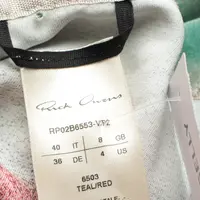 Rick Owens
RP02B6553-VP2
40 IT 8 GB
36 DE 4 US
6503
TEAL/RED